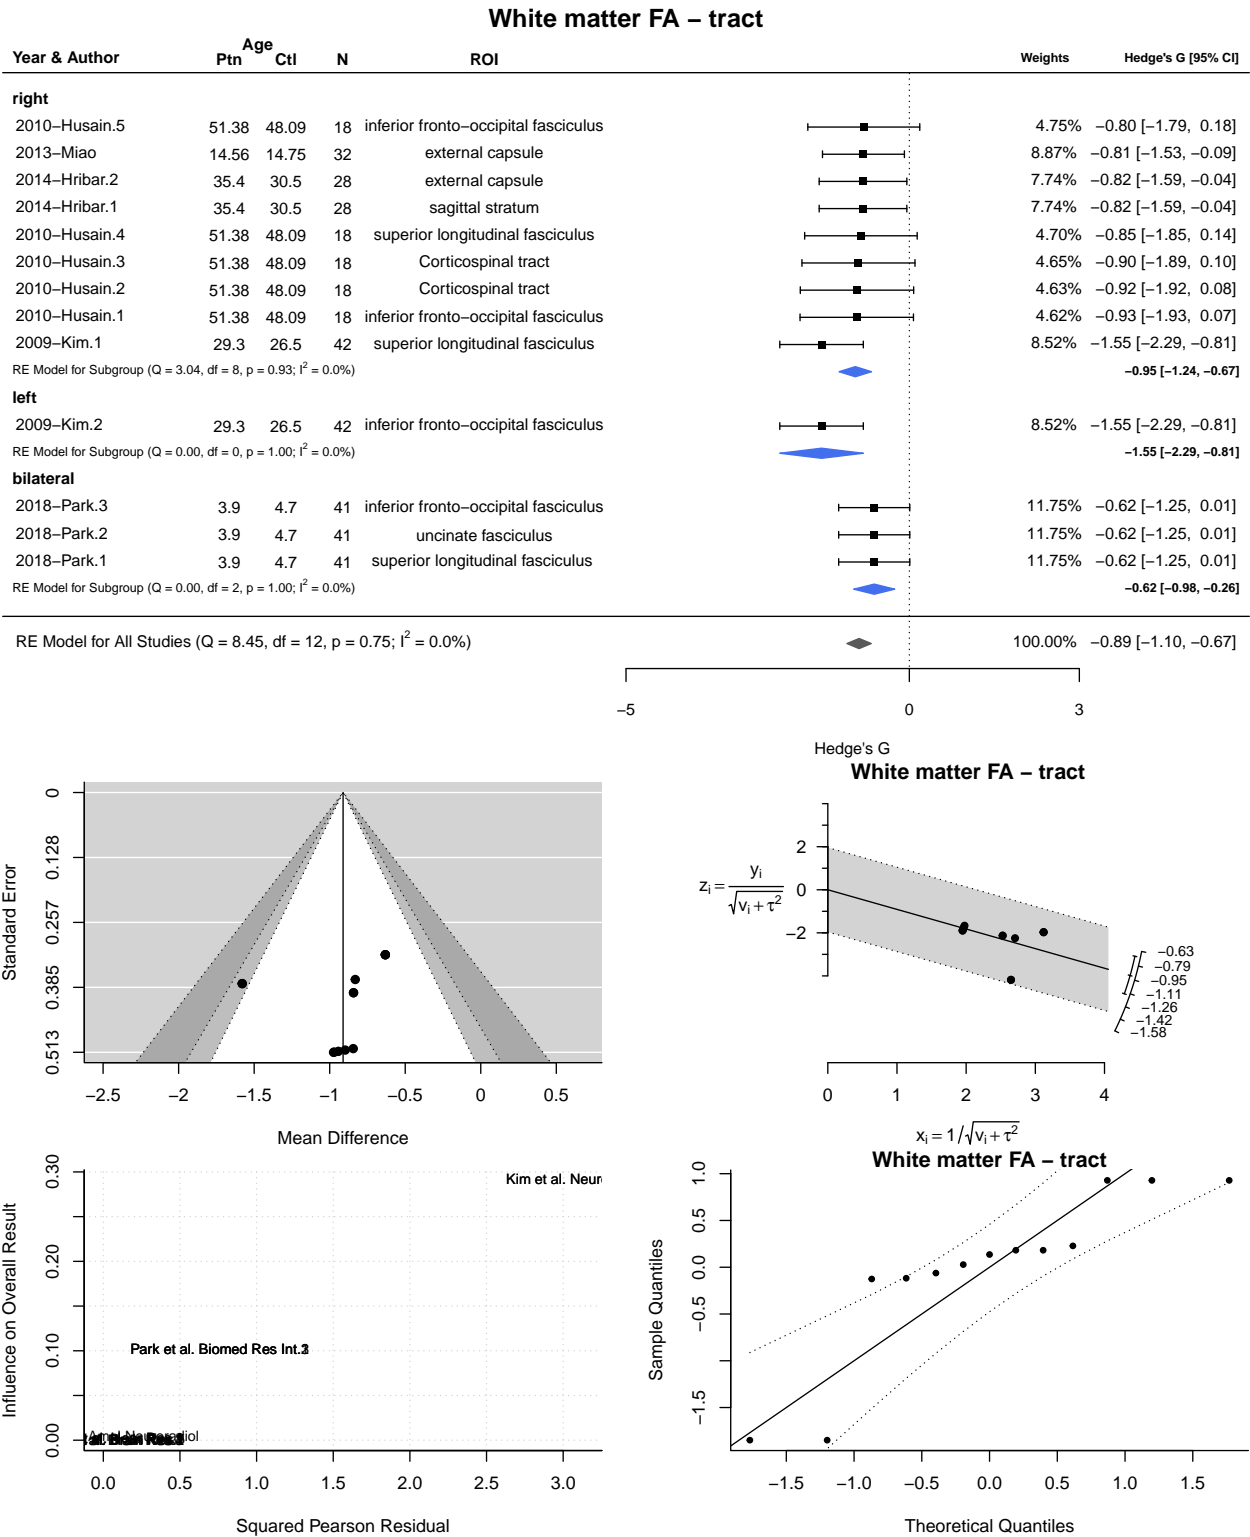 White matter FA − tract
Age
Year & Author Ptn Ctl N ROI Weights Hedge's G [95% CI]
right
2010−Husain.5 51.38 48.09 18 inferior fronto−occipital fasciculus 4.75% −0.80 [−1.79, 0.18]
2013−Miao 14.56 14.75 32 external capsule 8.87% −0.81 [−1.53, −0.09]
2014−Hribar.2 35.4 30.5 28 external capsule 7.74% −0.82 [−1.59, −0.04]
2014−Hribar.1 35.4 30.5 28 sagittal stratum 7.74% −0.82 [−1.59, −0.04]
2010−Husain.4 51.38 48.09 18 superior longitudinal fasciculus 4.70% −0.85 [−1.85, 0.14]
2010−Husain.3 51.38 48.09 18 Corticospinal tract 4.65% −0.90 [−1.89, 0.10]
2010−Husain.2 51.38 48.09 18 Corticospinal tract 4.63% −0.92 [−1.92, 0.08]
2010−Husain.1 51.38 48.09 18 inferior fronto−occipital fasciculus 4.62% −0.93 [−1.93, 0.07]
2009−Kim.1 29.3 26.5 42 superior longitudinal fasciculus 8.52% −1.55 [−2.29, −0.81]
RE Model for Subgroup (Q = 3.04, df = 8, p = 0.93; I² = 0.0%) −0.95 [−1.24, −0.67]
left
2009−Kim.2 29.3 26.5 42 inferior fronto−occipital fasciculus 8.52% −1.55 [−2.29, −0.81]
RE Model for Subgroup (Q = 0.00, df = 0, p = 1.00; I² = 0.0%) −1.55 [−2.29, −0.81]
bilateral
2018−Park.3 3.9 4.7 41 inferior fronto−occipital fasciculus 11.75% −0.62 [−1.25, 0.01]
2018−Park.2 3.9 4.7 41 uncinate fasciculus 11.75% −0.62 [−1.25, 0.01]
2018−Park.1 3.9 4.7 41 superior longitudinal fasciculus 11.75% −0.62 [−1.25, 0.01]
RE Model for Subgroup (Q = 0.00, df = 2, p = 1.00; I² = 0.0%) −0.62 [−0.98, −0.26]
RE Model for All Studies (Q = 8.45, df = 12, p = 0.75; I² = 0.0%) 100.00% −0.89 [−1.10, −0.67]
−5 0 3
Hedge's G
Standard Error
0
0.128
0.257
0.385
0.513
−2.5 −2 −1.5 −1 −0.5 0 0.5
Mean Difference
White matter FA − tract
zᵢ = yᵢ / √(vᵢ + τ²)
2
0
−2
−0.63
−0.79
−0.95
−1.11
−1.26
−1.42
−1.58
0 1 2 3 4
xᵢ = 1/√(vᵢ + τ²)
Influence on Overall Result
0.30
0.20
0.10
0.00
Kim et al. Neur
Park et al. Biomed Res Int.
0.0 0.5 1.0 1.5 2.0 2.5 3.0
Squared Pearson Residual
White matter FA − tract
Sample Quantiles
1.0
0.5
0.0
−0.5
−1.5
−1.5 −1.0 −0.5 0.0 0.5 1.0 1.5
Theoretical Quantiles